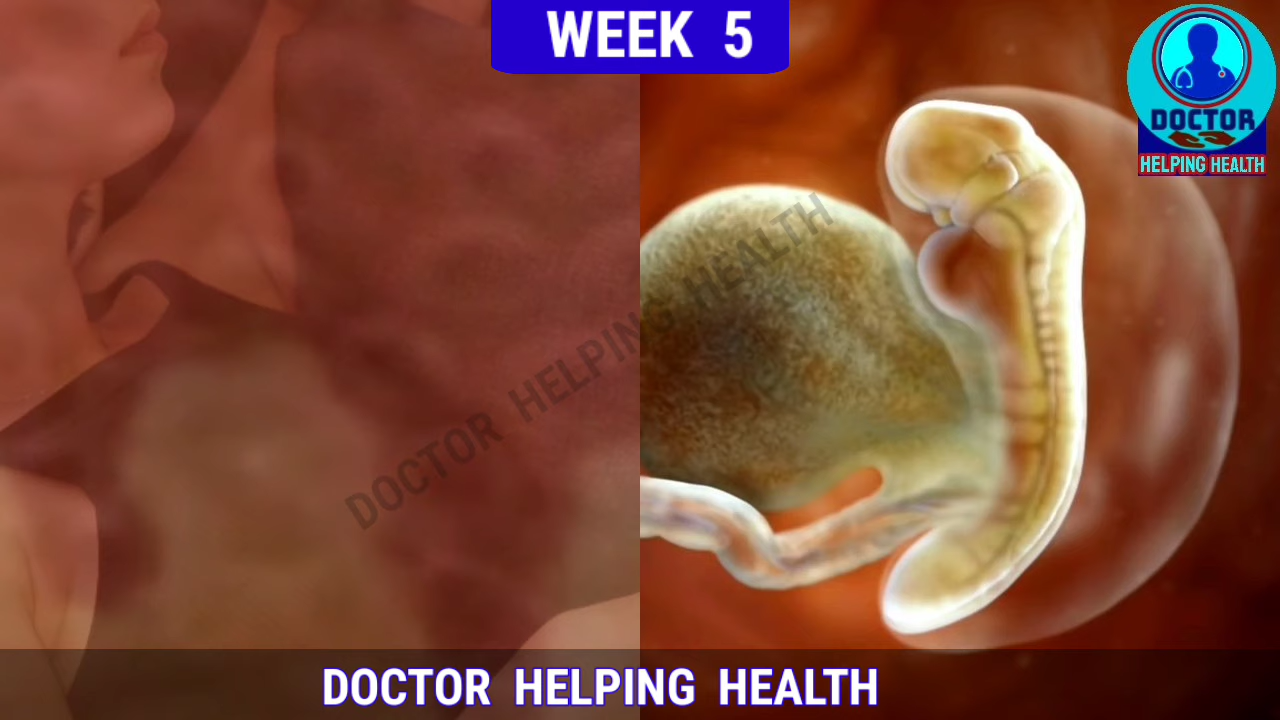 WEEK 5
DOCTOR
HELPING HEALTH
DOCTOR HELPING HEALTH
DOCTOR HELPING HEALTH